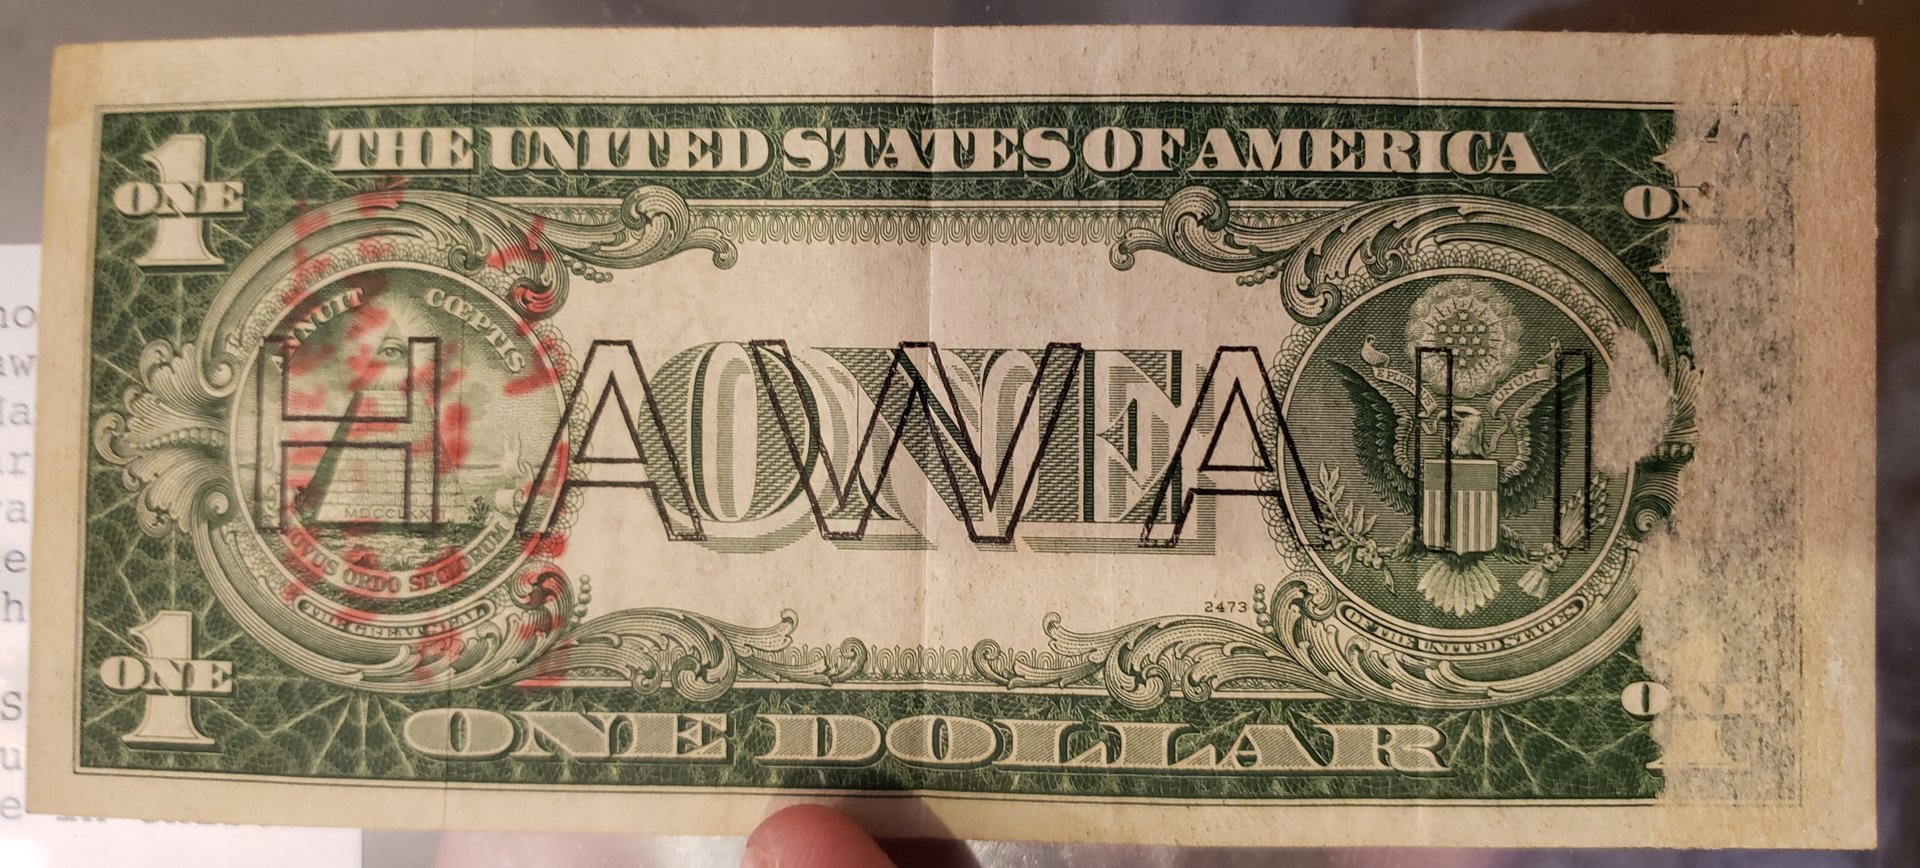 THE UNITED STATES OF AMERICA
1
ONE
ANNUIT COEPTIS
MDCCLXXVI
NOVUS ORDO SECLORUM
THE GREAT SEAL
ONE
HAWAII
E PLURIBUS UNUM
OF THE UNITED STATES
2473
1
ONE
ONE DOLLAR